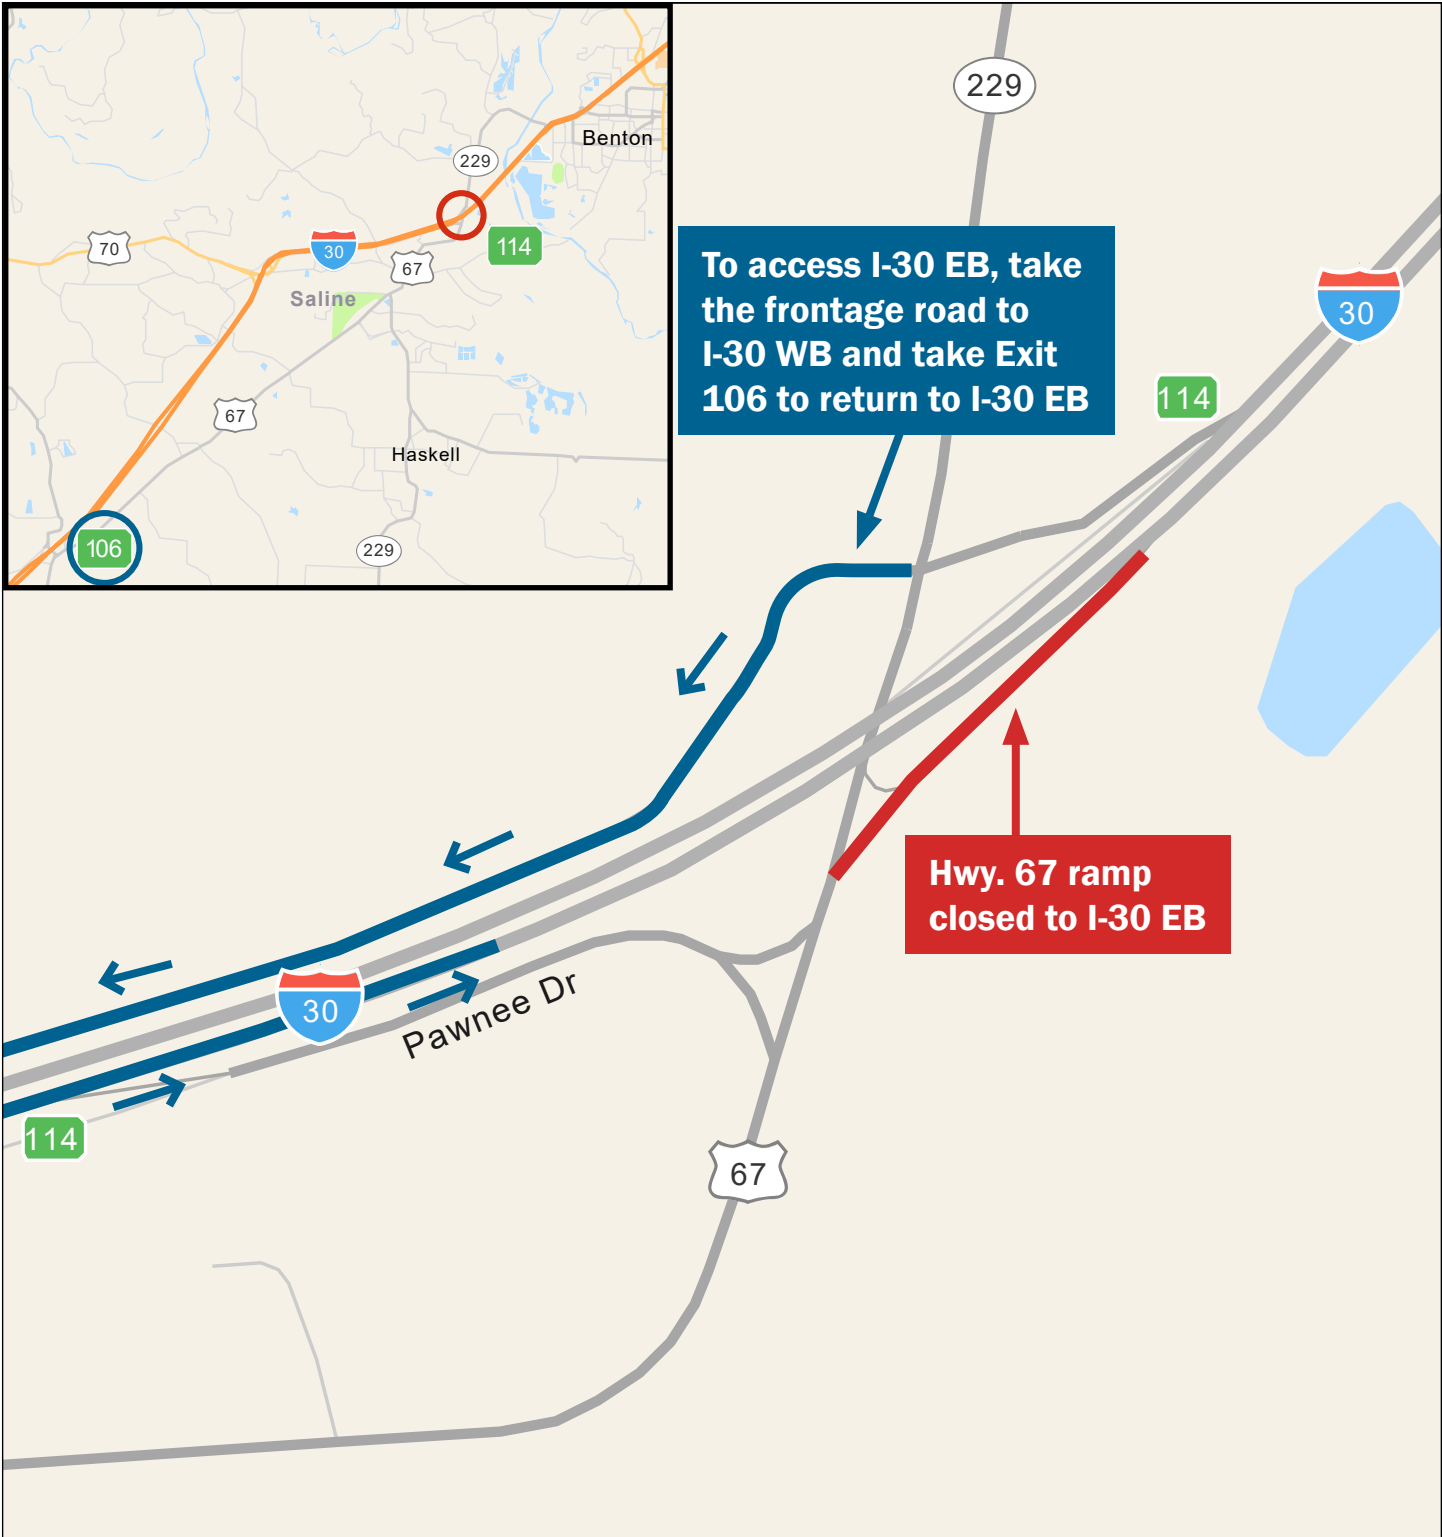 229
Benton
229
70
30
114
67
Saline
67
Haskell
106
229
To access I-30 EB, take
the frontage road to
I-30 WB and take Exit
106 to return to I-30 EB
30
114
Hwy. 67 ramp
closed to I-30 EB
30
Pawnee Dr
114
67